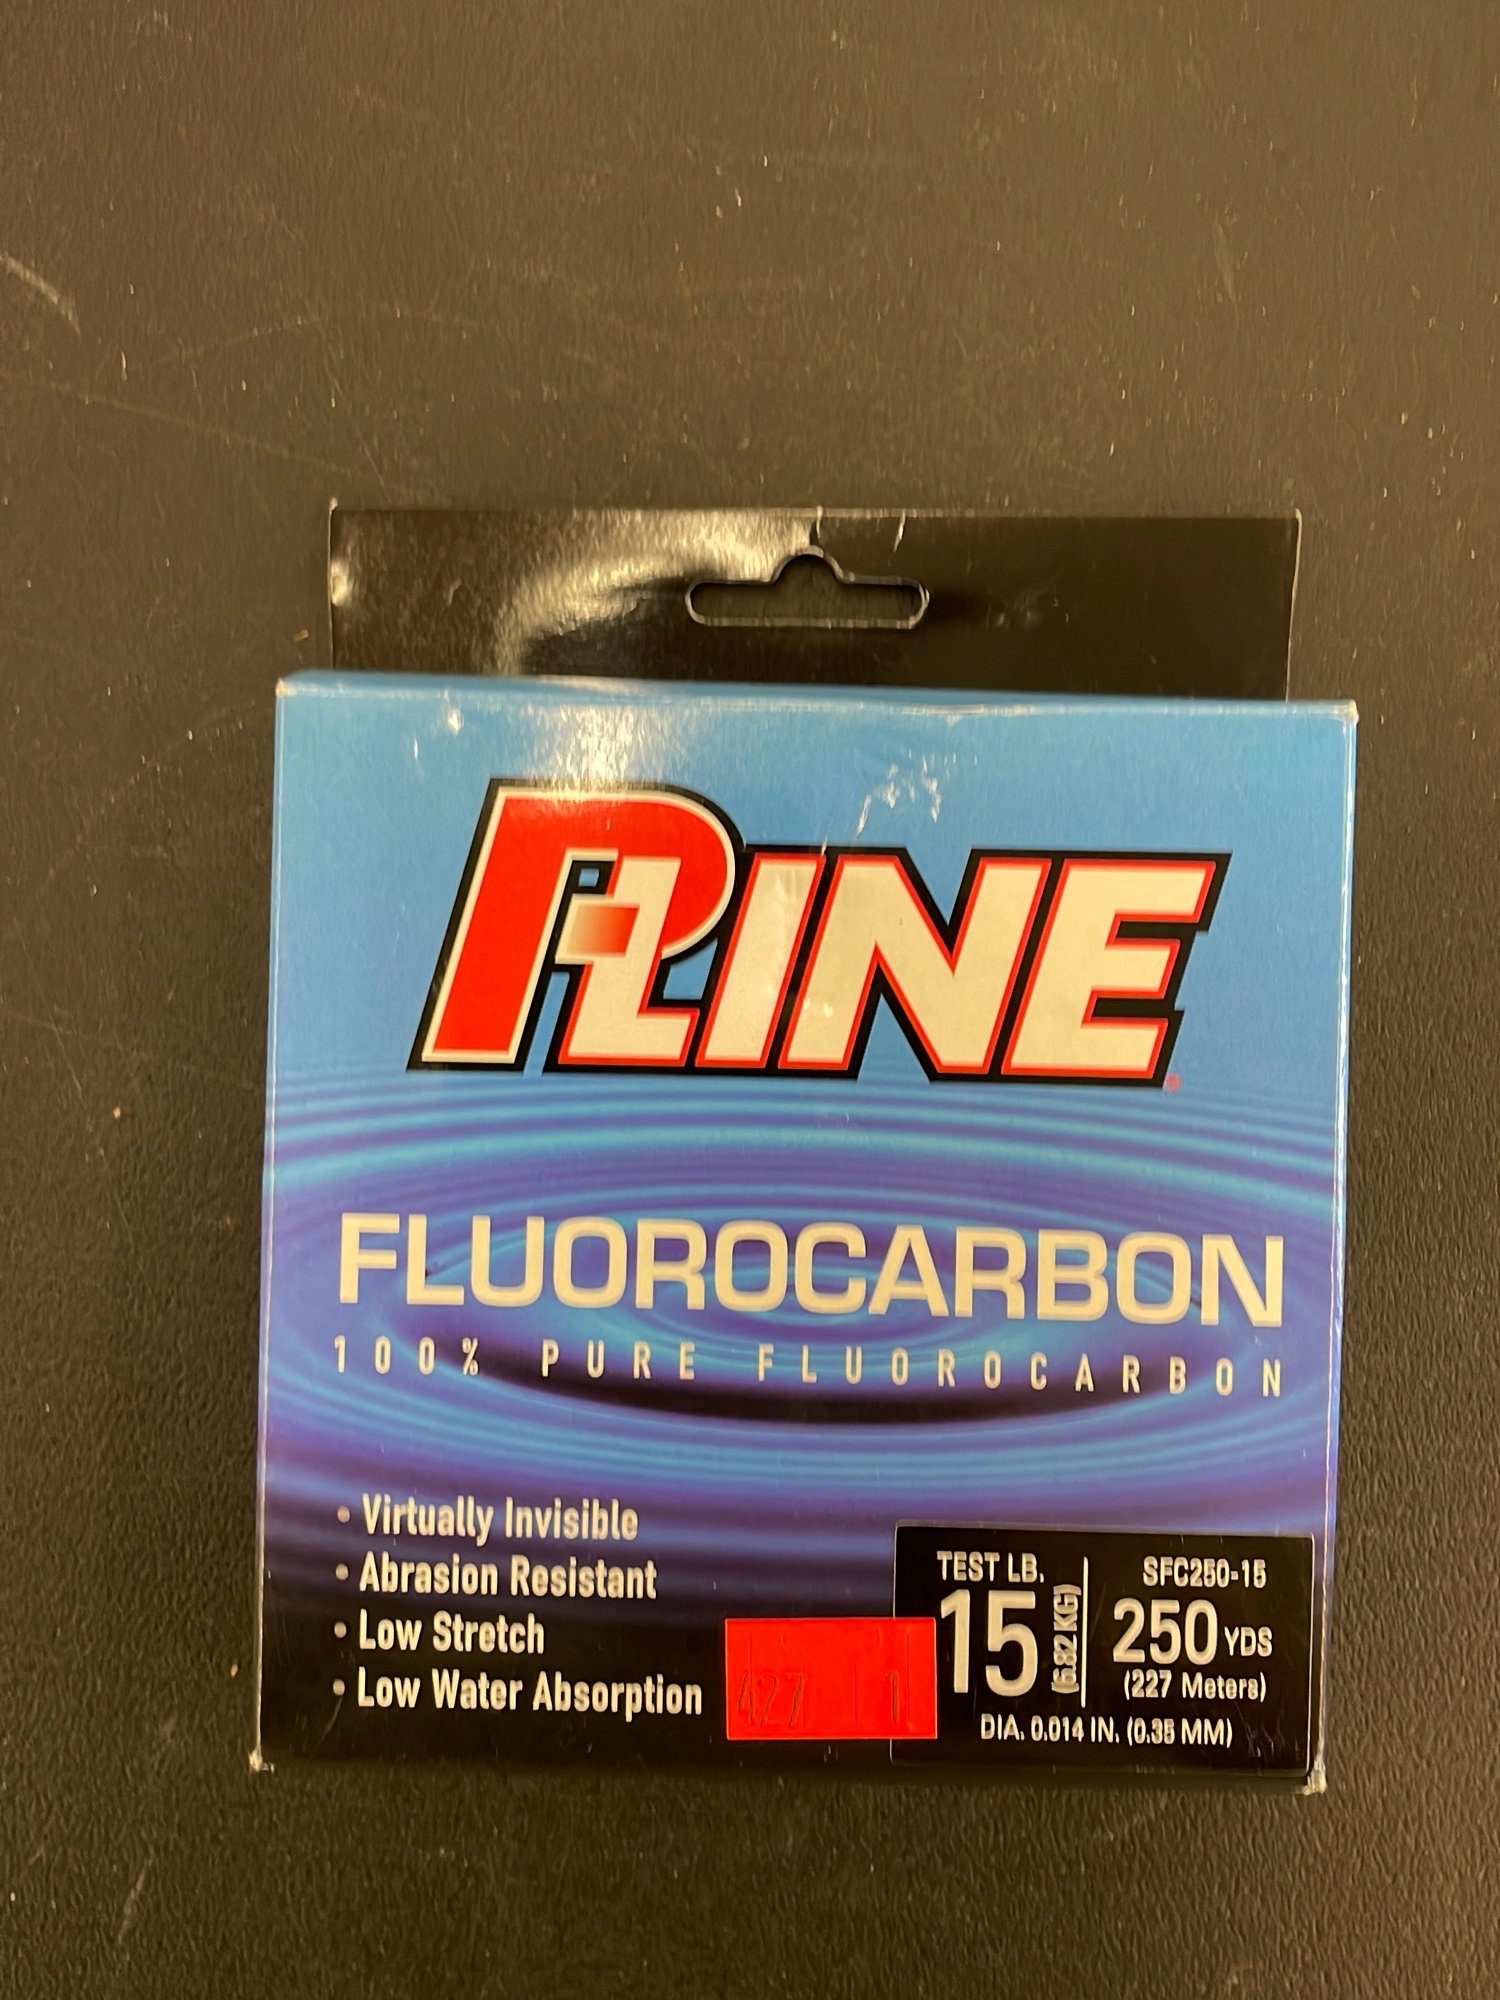 PLINE
FLUOROCARBON
100% PURE FLUOROCARBON
• Virtually Invisible
• Abrasion Resistant
• Low Stretch
• Low Water Absorption
427 1
TEST LB.
15 (6.82 KG)
SFC250-15
250 YDS
(227 Meters)
DIA. 0.014 IN. (0.35 MM)